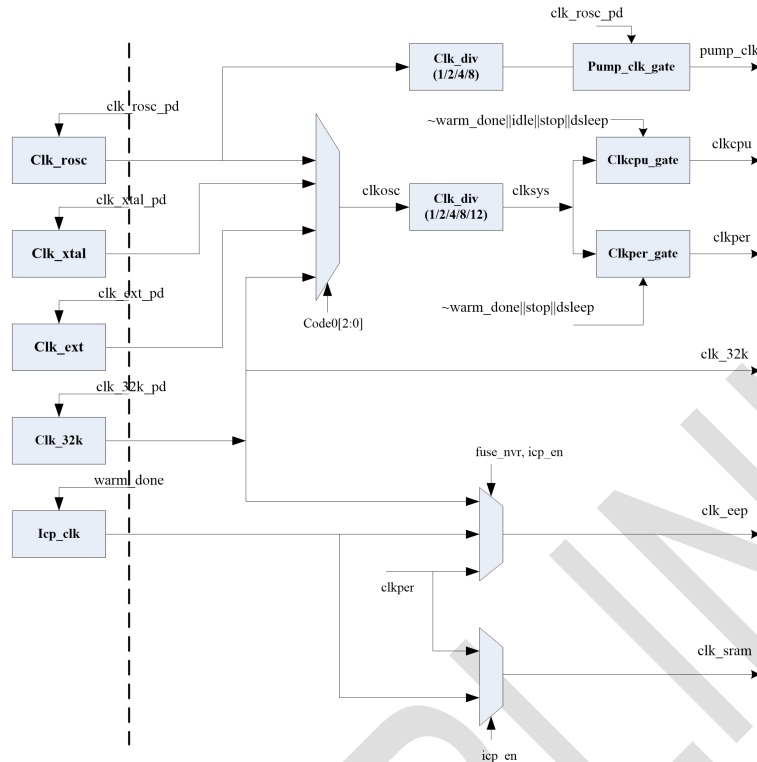 clk_rosc_pd
Clk_div
(1/2/4/8)
Pump_clk_gate
pump_clk
clk_rosc_pd
Clk_rosc
~warm_done||idle||stop||dsleep
Clkcpu_gate
clkcpu
clk_xtal_pd
Clk_xtal
clkosc
Clk_div
(1/2/4/8/12)
clksys
Clkper_gate
clkper
clk_ext_pd
Clk_ext
Code0[2:0]
~warm_done||stop||dsleep
clk_32k
clk_32k_pd
Clk_32k
fuse_nvr, icp_en
warm_done
Icp_clk
clk_eep
clkper
clk_sram
icp_en